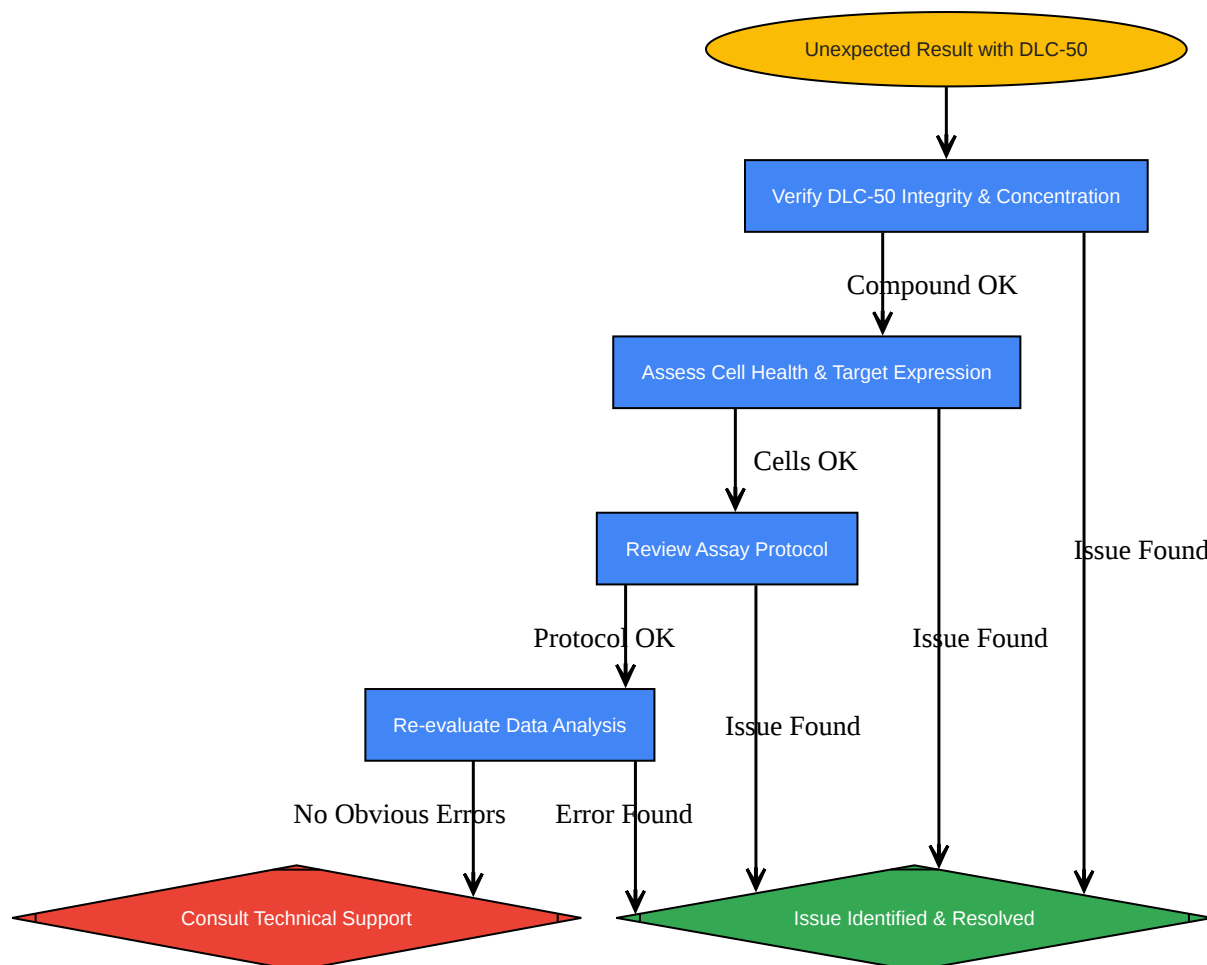 Unexpected Result with DLC-50
Verify DLC-50 Integrity & Concentration
Compound OK
Assess Cell Health & Target Expression
Cells OK
Review Assay Protocol
Issue Found
Protocol OK
Issue Found
Re-evaluate Data Analysis
Issue Found
No Obvious Errors
Error Found
Consult Technical Support
Issue Identified & Resolved